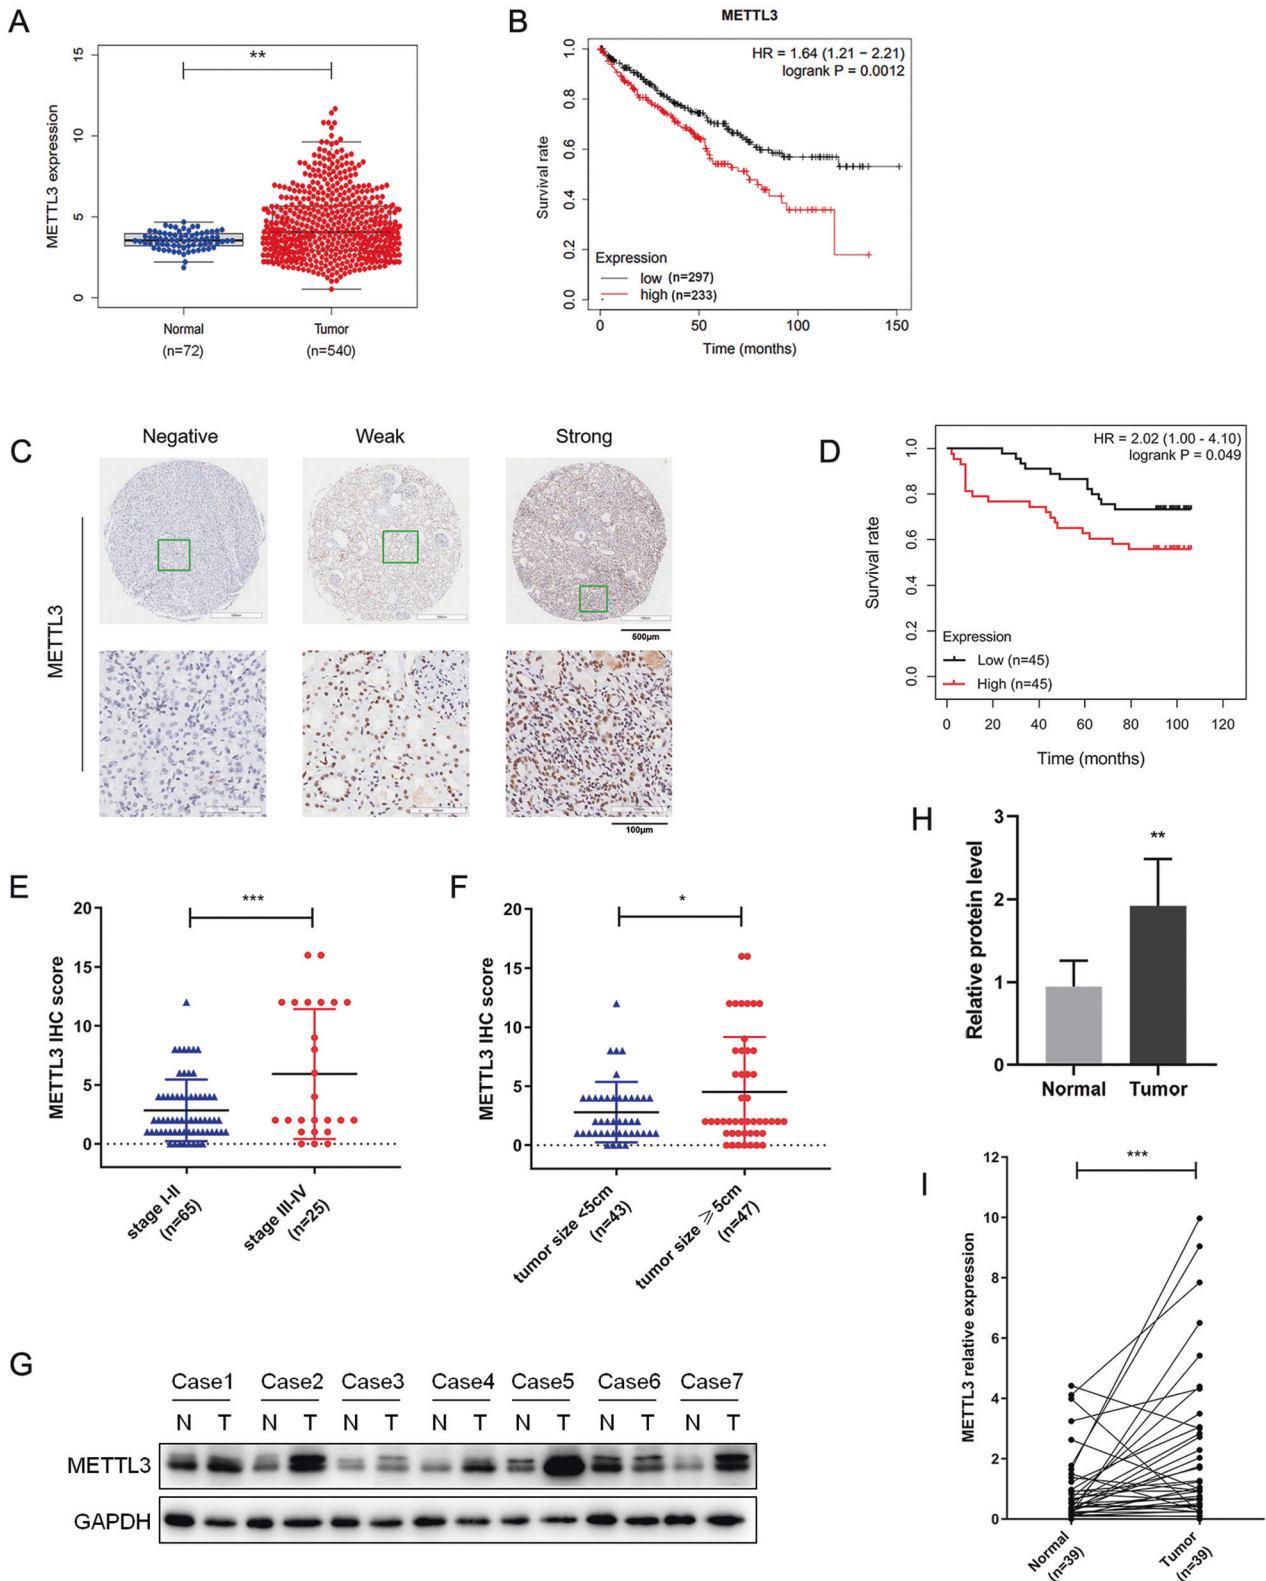 A
METTL3 expression
15
10
5
0
**
Normal
(n=72)
Tumor
(n=540)
B
METTL3
HR = 1.64 (1.21 − 2.21)
logrank P = 0.0012
Survival rate
1.0
0.8
0.6
0.4
0.2
0.0
Expression
low (n=297)
high (n=233)
0 50 100 150
Time (months)
C
Negative Weak Strong
METTL3
500μm
100μm
D
HR = 2.02 (1.00 - 4.10)
logrank P = 0.049
Survival rate
1.0
0.8
0.6
0.4
0.2
0.0
Expression
Low (n=45)
High (n=45)
0 20 40 60 80 100 120
Time (months)
E
METTL3 IHC score
20
15
10
5
0
***
stage I-II
(n=65)
stage III-IV
(n=25)
F
METTL3 IHC score
20
15
10
5
0
*
tumor size <5cm
(n=43)
tumor size ⩾ 5cm
(n=47)
H
Relative protein level
3
2
1
0
**
Normal Tumor
G
Case1 Case2 Case3 Case4 Case5 Case6 Case7
N T N T N T N T N T N T N T
METTL3
GAPDH
I
METTL3 relative expression
12
10
8
6
4
2
0
***
Normal
(n=39)
Tumor
(n=39)